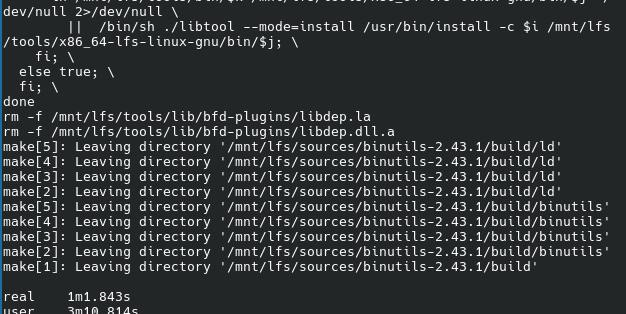 dev/null 2>/dev/null \
|| /bin/sh ./libtool --mode=install /usr/bin/install -c $i /mnt/lfs
/tools/x86_64-lfs-linux-gnu/bin/$j; \
fi; \
else true; \
fi; \
done
rm -f /mnt/lfs/tools/lib/bfd-plugins/libdep.la
rm -f /mnt/lfs/tools/lib/bfd-plugins/libdep.dll.a
make[5]: Leaving directory '/mnt/lfs/sources/binutils-2.43.1/build/ld'
make[4]: Leaving directory '/mnt/lfs/sources/binutils-2.43.1/build/ld'
make[3]: Leaving directory '/mnt/lfs/sources/binutils-2.43.1/build/ld'
make[2]: Leaving directory '/mnt/lfs/sources/binutils-2.43.1/build/ld'
make[5]: Leaving directory '/mnt/lfs/sources/binutils-2.43.1/build/binutils'
make[4]: Leaving directory '/mnt/lfs/sources/binutils-2.43.1/build/binutils'
make[3]: Leaving directory '/mnt/lfs/sources/binutils-2.43.1/build/binutils'
make[2]: Leaving directory '/mnt/lfs/sources/binutils-2.43.1/build/binutils'
make[1]: Leaving directory '/mnt/lfs/sources/binutils-2.43.1/build'
real 1m1.843s
user 3m10.814s